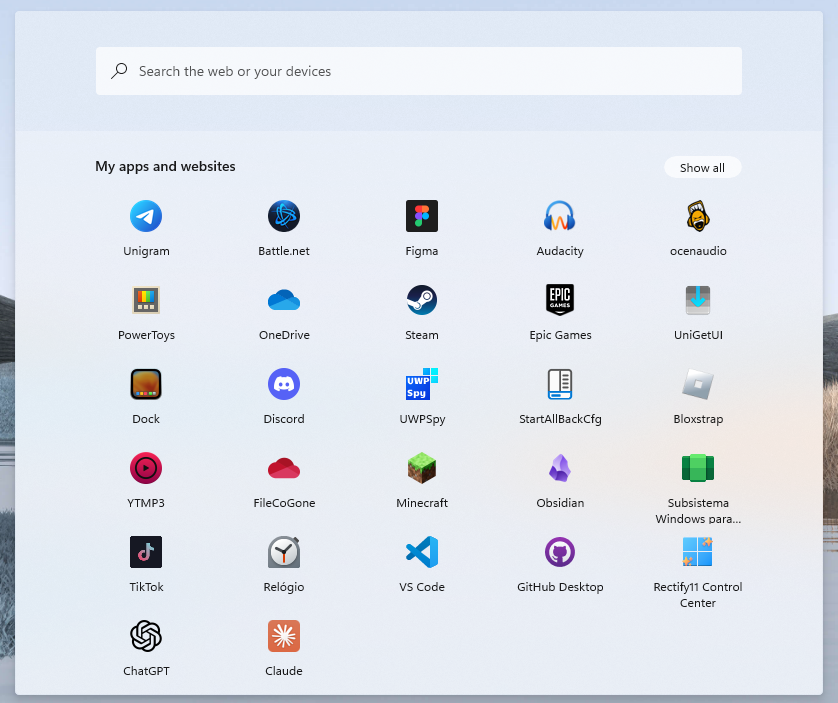 Search the web or your devices
My apps and websites
Show all
Unigram
Battle.net
Figma
Audacity
ocenaudio
EPIC
GAMES
PowerToys
OneDrive
Steam
Epic Games
UniGetUI
UWP
Spy
Dock
Discord
UWPSpy
StartAllBackCfg
Bloxstrap
YTMP3
FileCoGone
Minecraft
Obsidian
Subsistema
Windows para...
TikTok
Relógio
VS Code
GitHub Desktop
Rectify11 Control
Center
ChatGPT
Claude